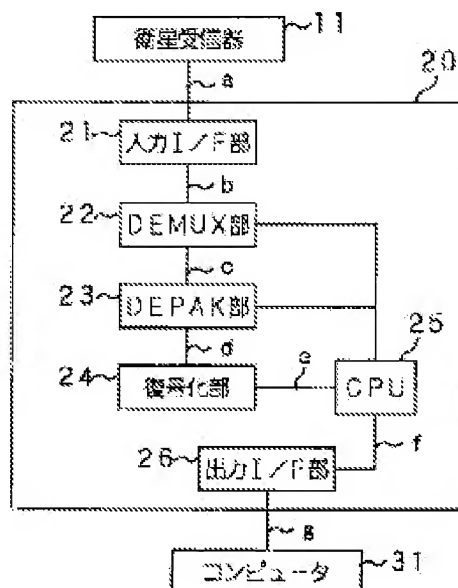 衛星受信器
11
a
20
21
入力I/F部
b
22
DEMUX部
c
23
DEPAK部
d
25
24
復号化部
e
CPU
f
26
出力I/F部
g
コンピュータ
31